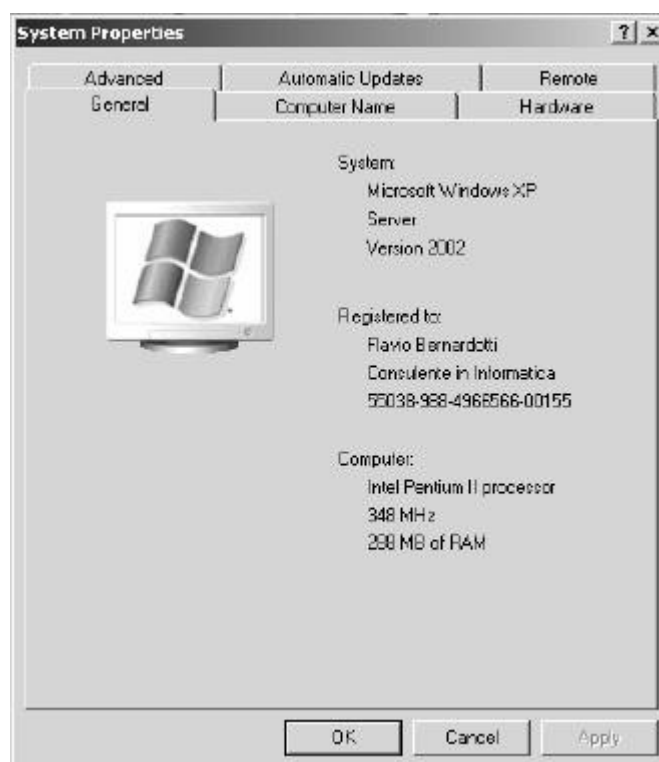 System Properties
Advanced Automatic Updates Remote
General Computer Name Hardware
System:
Microsoft Windows XP
Server
Version 2002
Registered to:
Flavio Bernardotti
Consulente in Informatica
55038-988-4966566-00155
Computer:
Intel Pentium II processor
348 MHz
288 MB of RAM
OK Cancel Apply